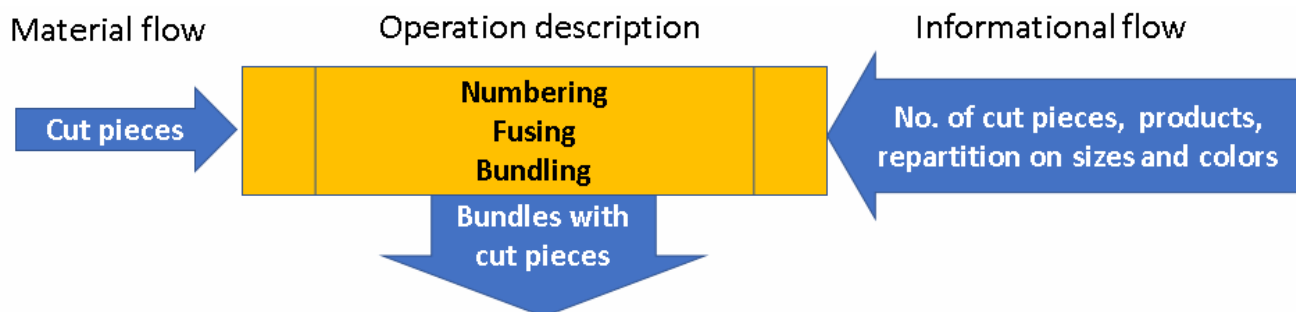 Material flow
Operation description
Informational flow
Cut pieces
Numbering
Fusing
Bundling
No. of cut pieces, products,
repartition on sizes and colors
Bundles with
cut pieces